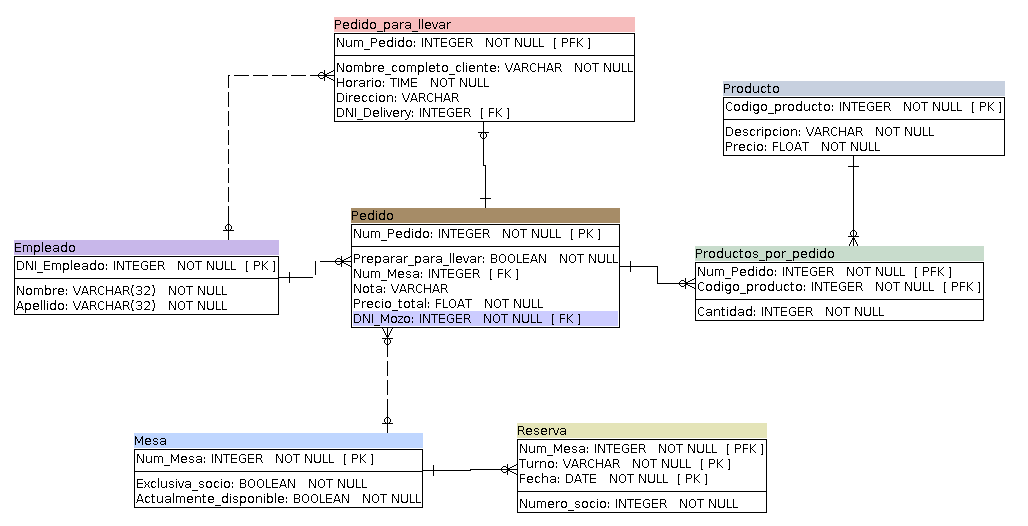 Pedido_para_llevar
Num_Pedido: INTEGER NOT NULL [ PFK ]
Nombre_completo_cliente: VARCHAR NOT NULL
Horario: TIME NOT NULL
Direccion: VARCHAR
DNI_Delivery: INTEGER [ FK ]
Producto
Codigo_producto: INTEGER NOT NULL [ PK ]
Descripcion: VARCHAR NOT NULL
Precio: FLOAT NOT NULL
Empleado
DNI_Empleado: INTEGER NOT NULL [ PK ]
Nombre: VARCHAR(32) NOT NULL
Apellido: VARCHAR(32) NOT NULL
Pedido
Num_Pedido: INTEGER NOT NULL [ PK ]
Preparar_para_llevar: BOOLEAN NOT NULL
Num_Mesa: INTEGER [ FK ]
Nota: VARCHAR
Precio_total: FLOAT NOT NULL
DNI_Mozo: INTEGER NOT NULL [ FK ]
Productos_por_pedido
Num_Pedido: INTEGER NOT NULL [ PFK ]
Codigo_producto: INTEGER NOT NULL [ PFK ]
Cantidad: INTEGER NOT NULL
Mesa
Num_Mesa: INTEGER NOT NULL [ PK ]
Exclusiva_socio: BOOLEAN NOT NULL
Actualmente_disponible: BOOLEAN NOT NULL
Reserva
Num_Mesa: INTEGER NOT NULL [ PFK ]
Turno: VARCHAR NOT NULL [ PK ]
Fecha: DATE NOT NULL [ PK ]
Numero_socio: INTEGER NOT NULL